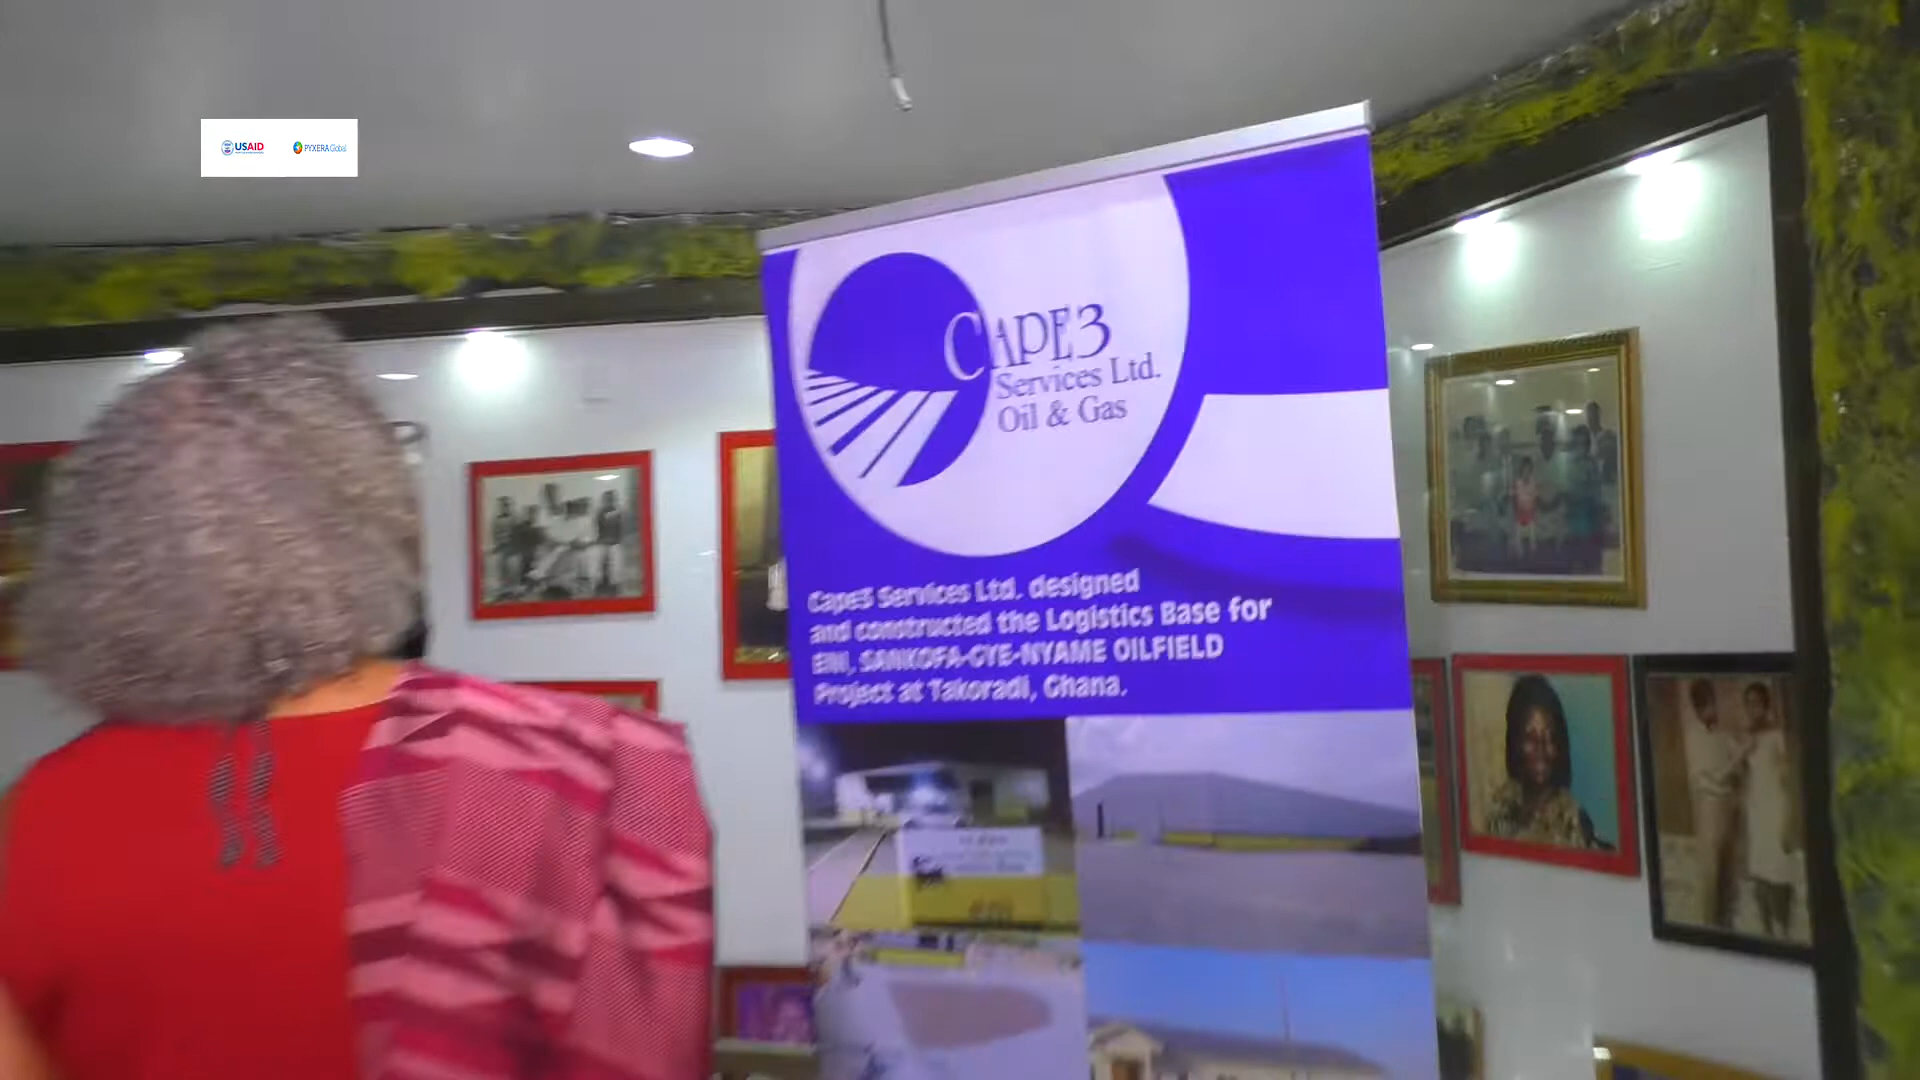 USAID
PYXERA Global
CAPE3
Services Ltd.
Oil & Gas
Cape3 Services Ltd. designed
and constructed the Logistics Base for
ENI, SANKOFA-GYE-NYAME OILFIELD
Project at Takoradi, Ghana.
eni